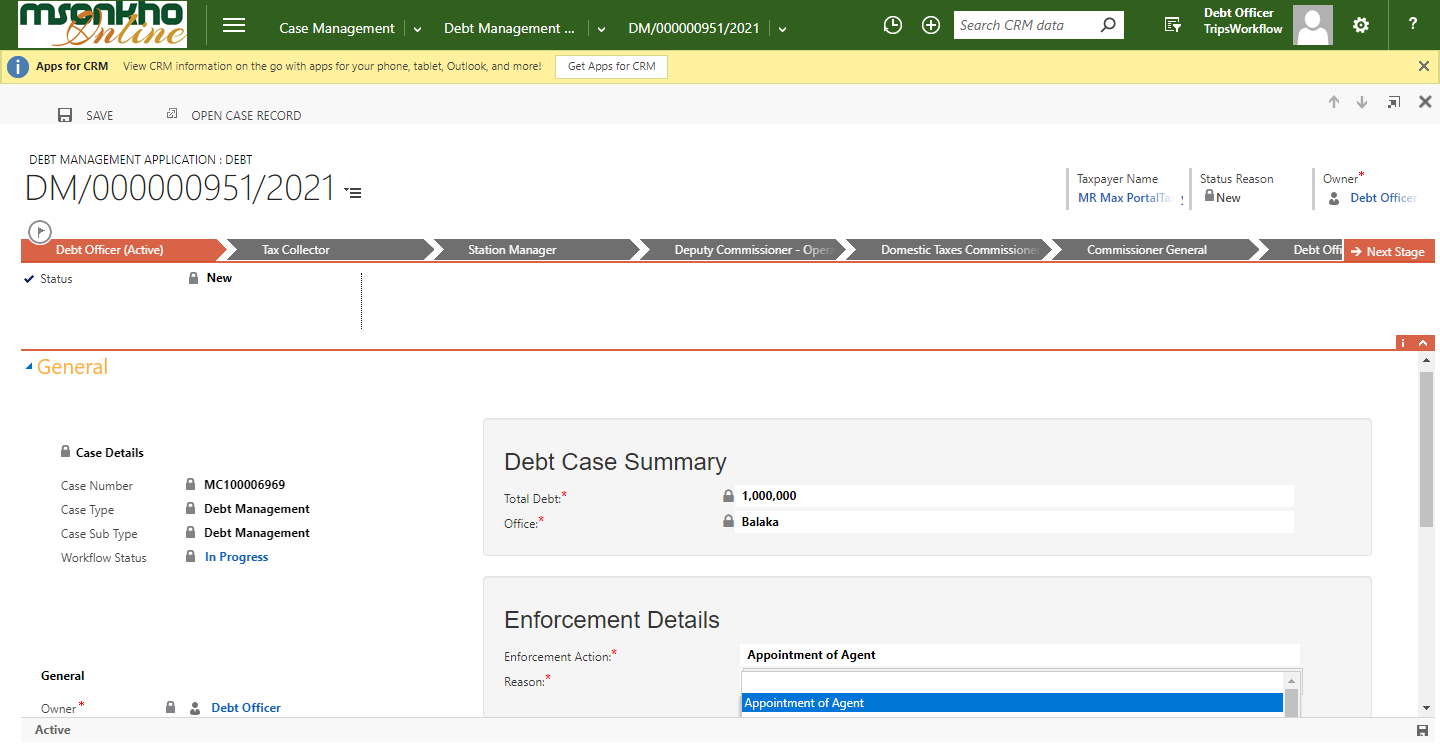 msonkho
Online
Case Management
Debt Management ...
DM/000000951/2021
Search CRM data
Debt Officer
TripsWorkflow
?
Apps for CRM View CRM information on the go with apps for your phone, tablet, Outlook, and more! Get Apps for CRM
SAVE OPEN CASE RECORD
DEBT MANAGEMENT APPLICATION : DEBT
DM/000000951/2021
Taxpayer Name
MR Max PortalTa
Status Reason
New
Owner*
Debt Officer
Debt Officer (Active) Tax Collector Station Manager Deputy Commissioner - Oper Domestic Taxes Commissione Commissioner General Debt Offi Next Stage
Status New
General
Case Details
Case Number MC100006969
Case Type Debt Management
Case Sub Type Debt Management
Workflow Status In Progress
General
Owner* Debt Officer
Debt Case Summary
Total Debt:* 1,000,000
Office:* Balaka
Enforcement Details
Enforcement Action:* Appointment of Agent
Reason:*
Appointment of Agent
Active